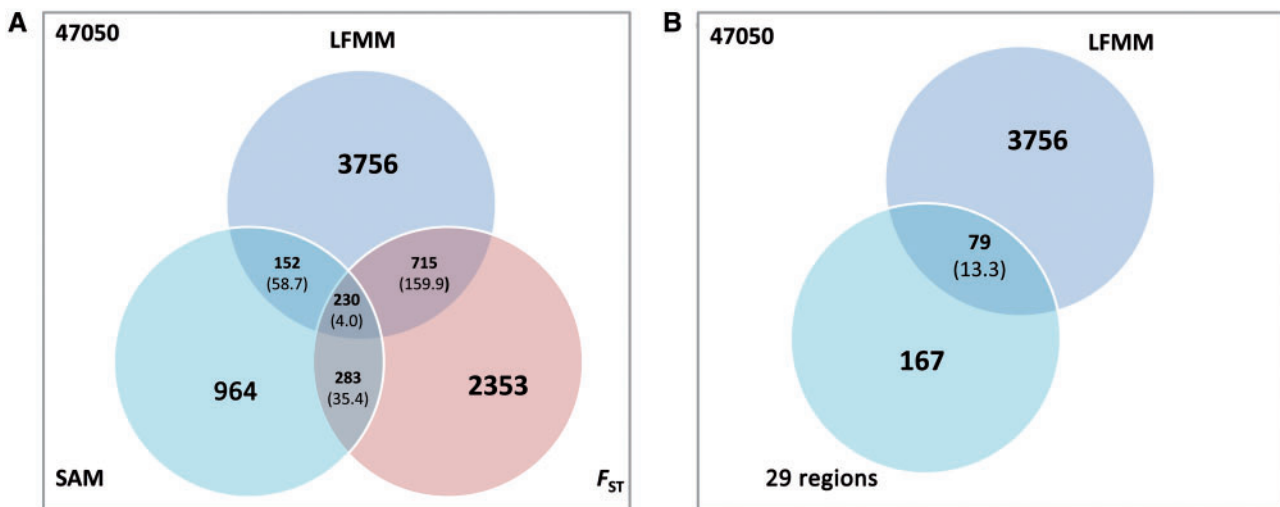 A
47050
LFMM
3756
152
(58.7)
715
(159.9)
230
(4.0)
283
(35.4)
964
2353
SAM
FST
B
47050
LFMM
3756
79
(13.3)
167
29 regions